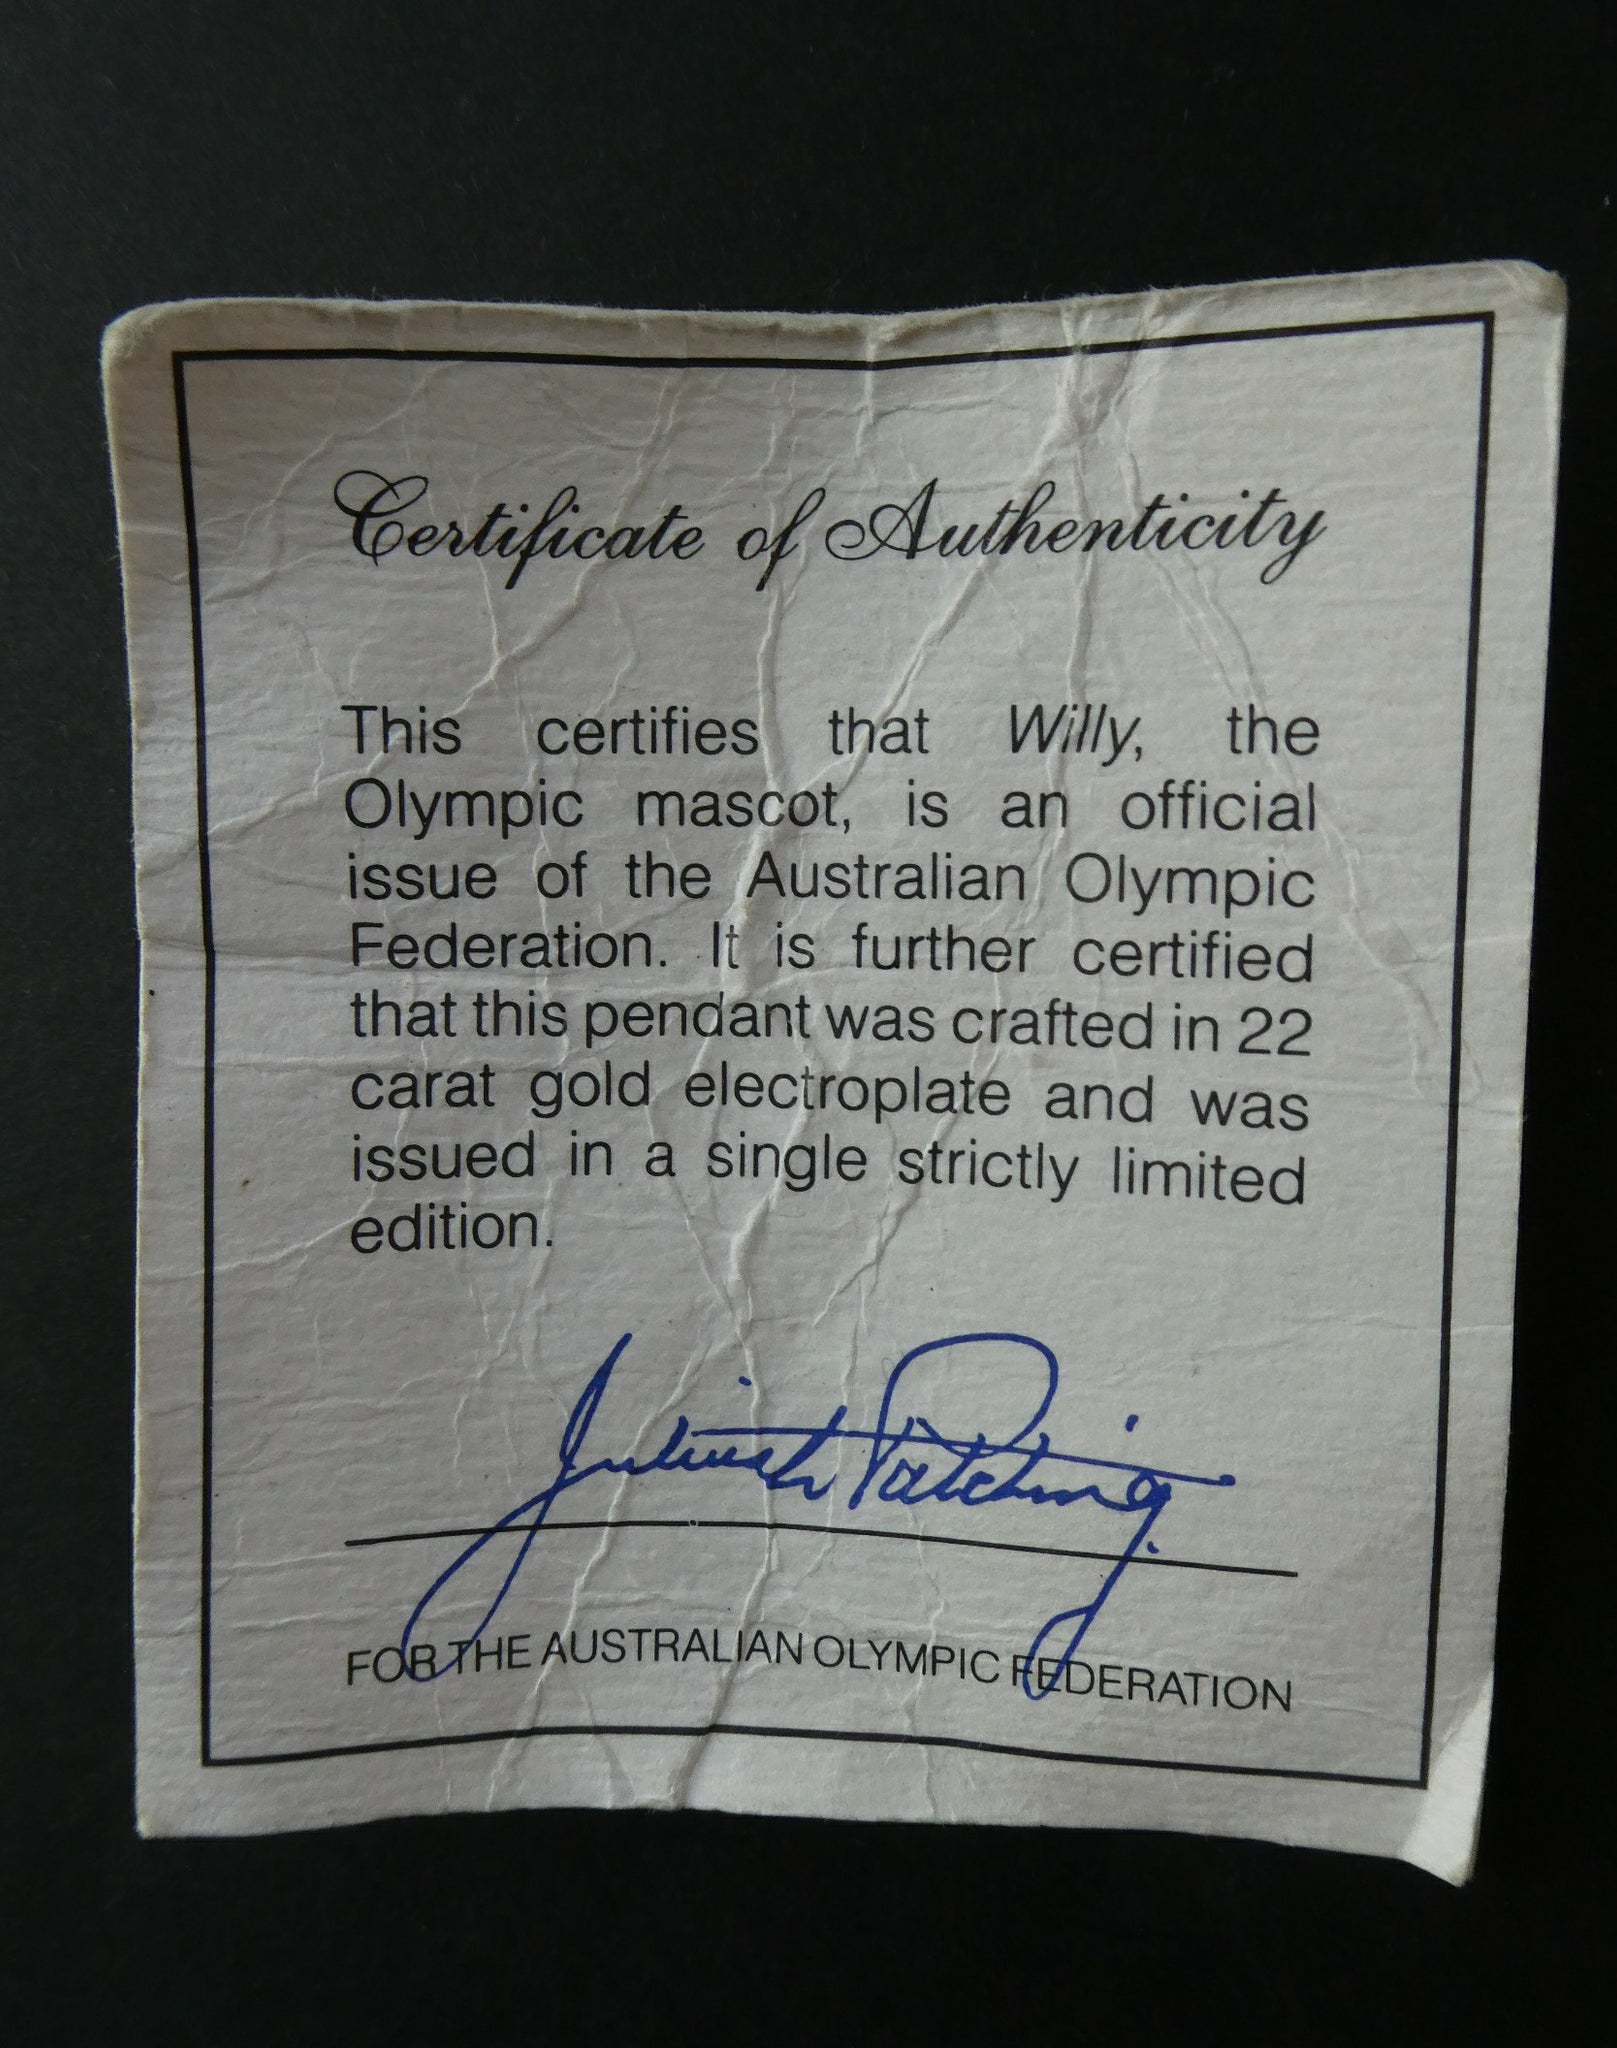 Certificate of Authenticity
This certifies that Willy, the
Olympic mascot, is an official
issue of the Australian Olympic
Federation. It is further certified
that this pendant was crafted in 22
carat gold electroplate and was
issued in a single strictly limited
edition.
Julius L. Patching.
FOR THE AUSTRALIAN OLYMPIC FEDERATION